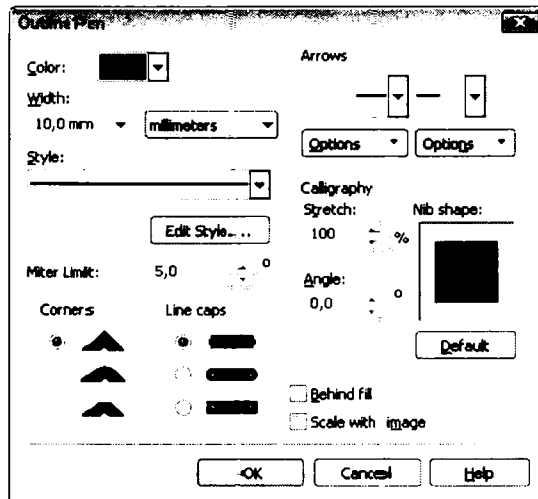 Outline Pen
Color:
Width:
10,0 mm
millimeters
Style:
Edit Style....
Miter Limit:
5,0
°
Corners
Line caps
Arrows
Options
Options
Calligraphy
Stretch:
100
%
Nib shape:
Angle:
0,0
°
Default
Behind fill
Scale with image
OK
Cancel
Help